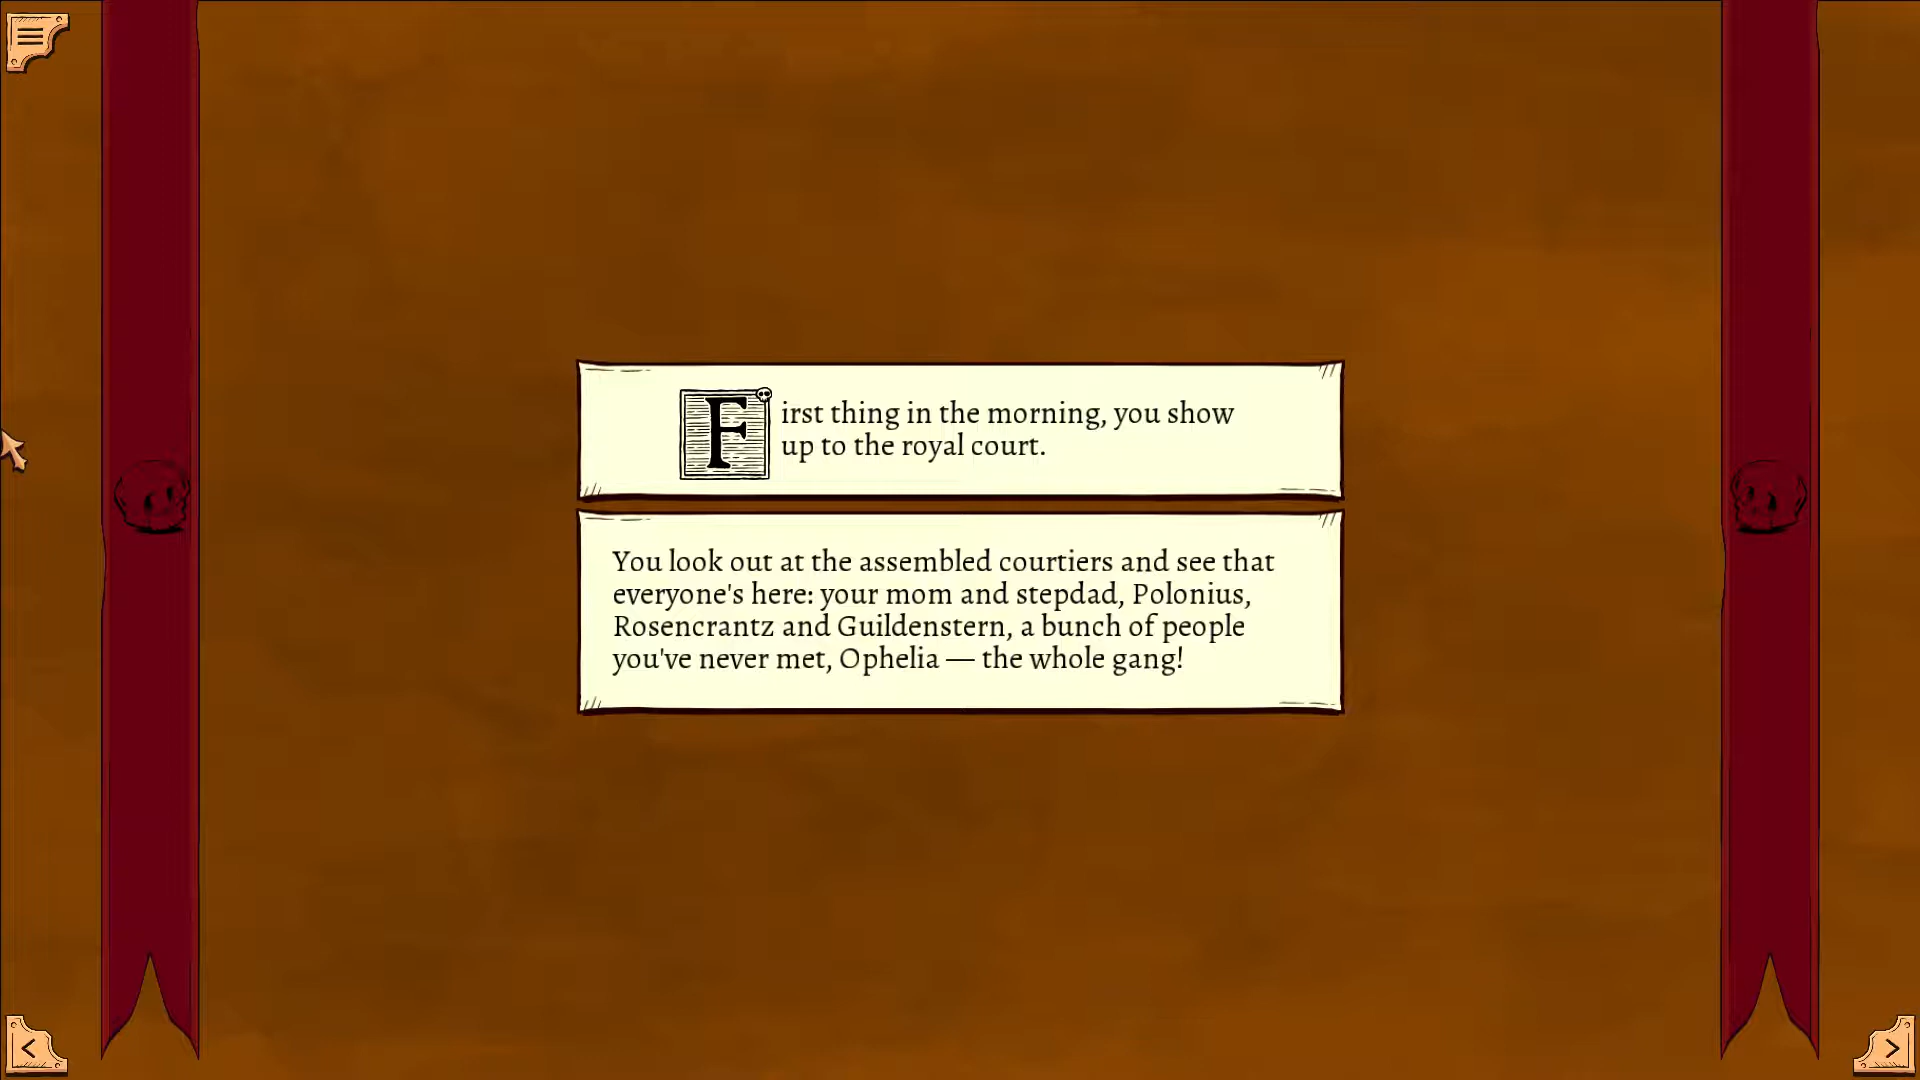 First thing in the morning, you show
up to the royal court.
You look out at the assembled courtiers and see that
everyone's here: your mom and stepdad, Polonius,
Rosencrantz and Guildenstern, a bunch of people
you've never met, Ophelia — the whole gang!